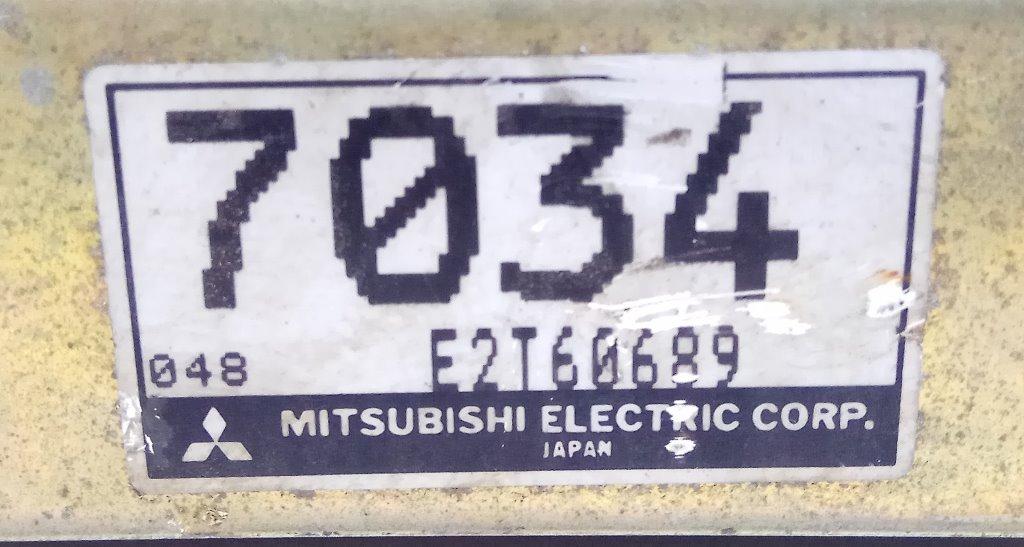 7034
048 E2T60689
MITSUBISHI ELECTRIC CORP.
JAPAN